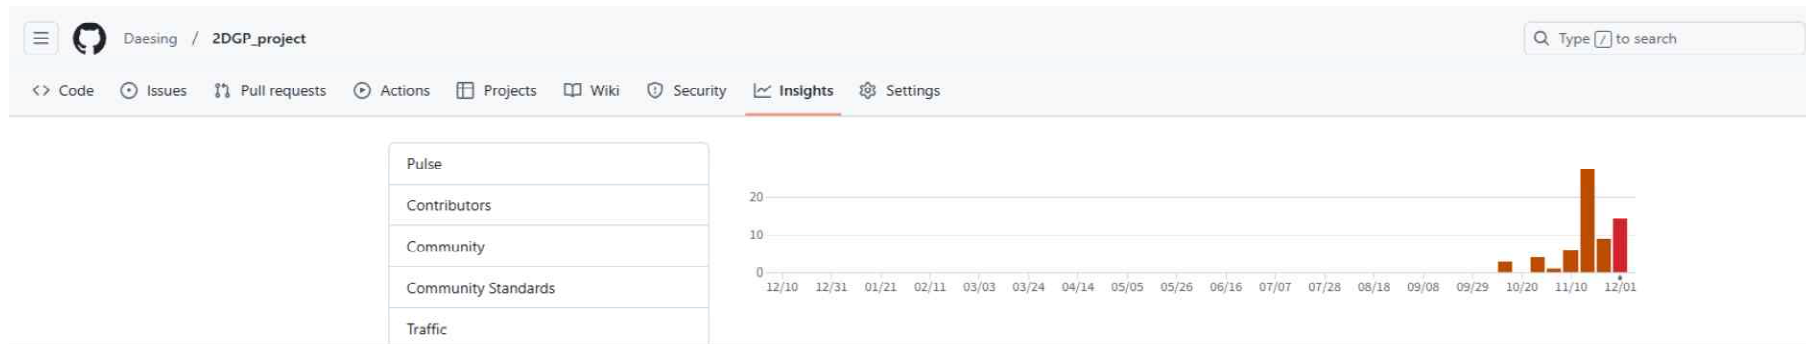 Daesing / 2DGP_project
Type / to search
Code Issues Pull requests Actions Projects Wiki Security Insights Settings
Pulse
Contributors
Community
Community Standards
Traffic
20
10
0
12/10 12/31 01/21 02/11 03/03 03/24 04/14 05/05 05/26 06/16 07/07 07/28 08/18 09/08 09/29 10/20 11/10 12/01